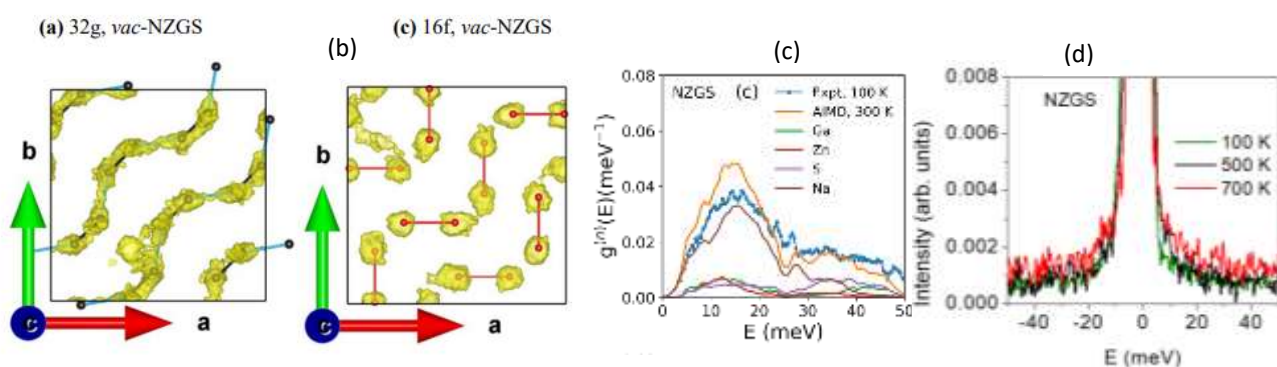 (a) 32g, vac-NZGS
b
c
a
(b)
(c) 16f, vac-NZGS
b
c
a
(c)
NZGS (c)
Expt, 100 K
AIMD, 300 K
Ga
Zn
S
Na
g⁽ⁿ⁾(E)(meV⁻¹)
0.08
0.06
0.04
0.02
0.00
0 10 20 30 40 50
E (meV)
(d)
NZGS
100 K
500 K
700 K
Intensity (arb. units)
0.008
0.006
0.004
0.002
0.000
-40 -20 0 20 40
E (meV)